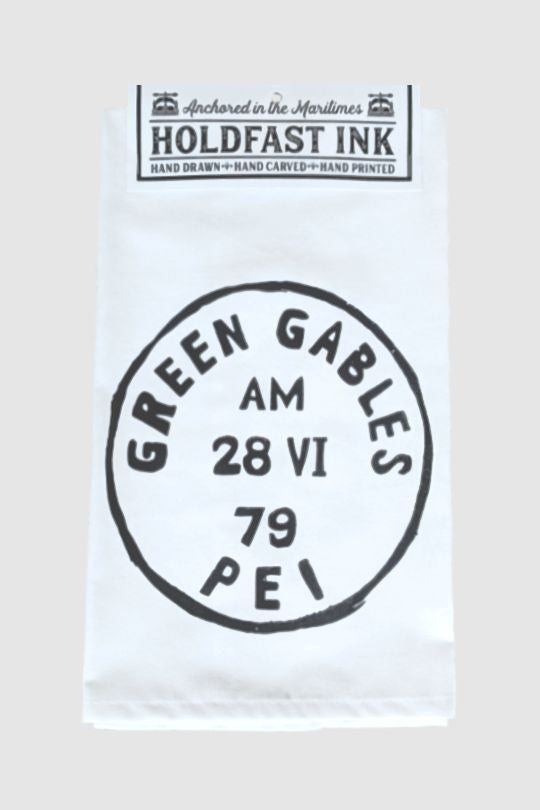 Anchored in the Maritimes
HOLDFAST INK
HAND DRAWN HAND CARVED HAND PRINTED
GREEN GABLES
AM
28 VI
79
PEI